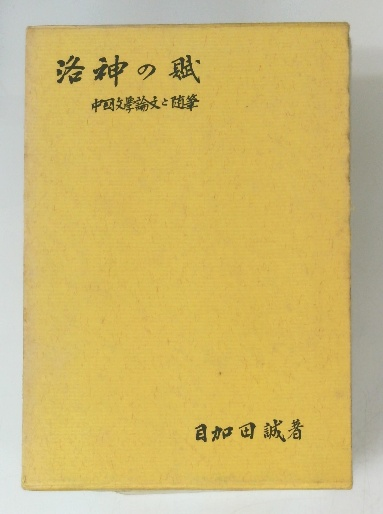 洛神の賦
中国文學論文と随筆
目加田誠著